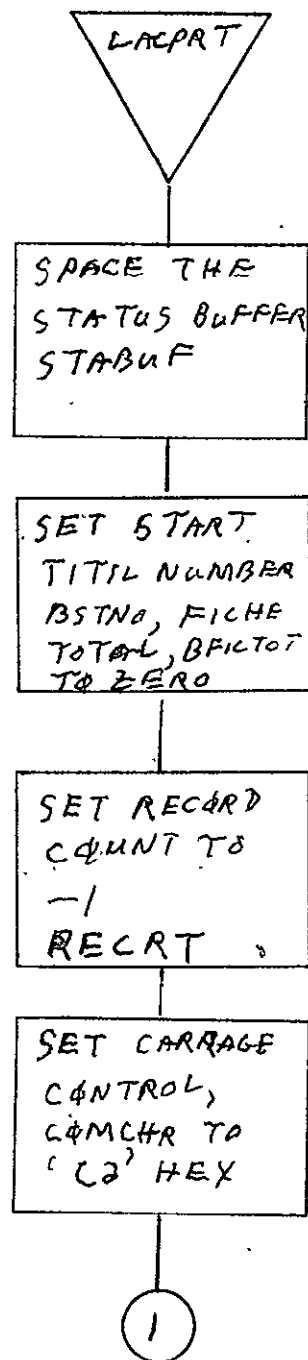 LACPRT
SPACE THE
STATUS BUFFER
STABUF
SET START
TITIL NUMBER
BSTNO, FICHE
TOTAL, BFICTOT
TO ZERO
SET RECORD
COUNT TO
-1
RECRT
SET CARRAGE
CONTROL,
COMCHR TO
'C2' HEX
1